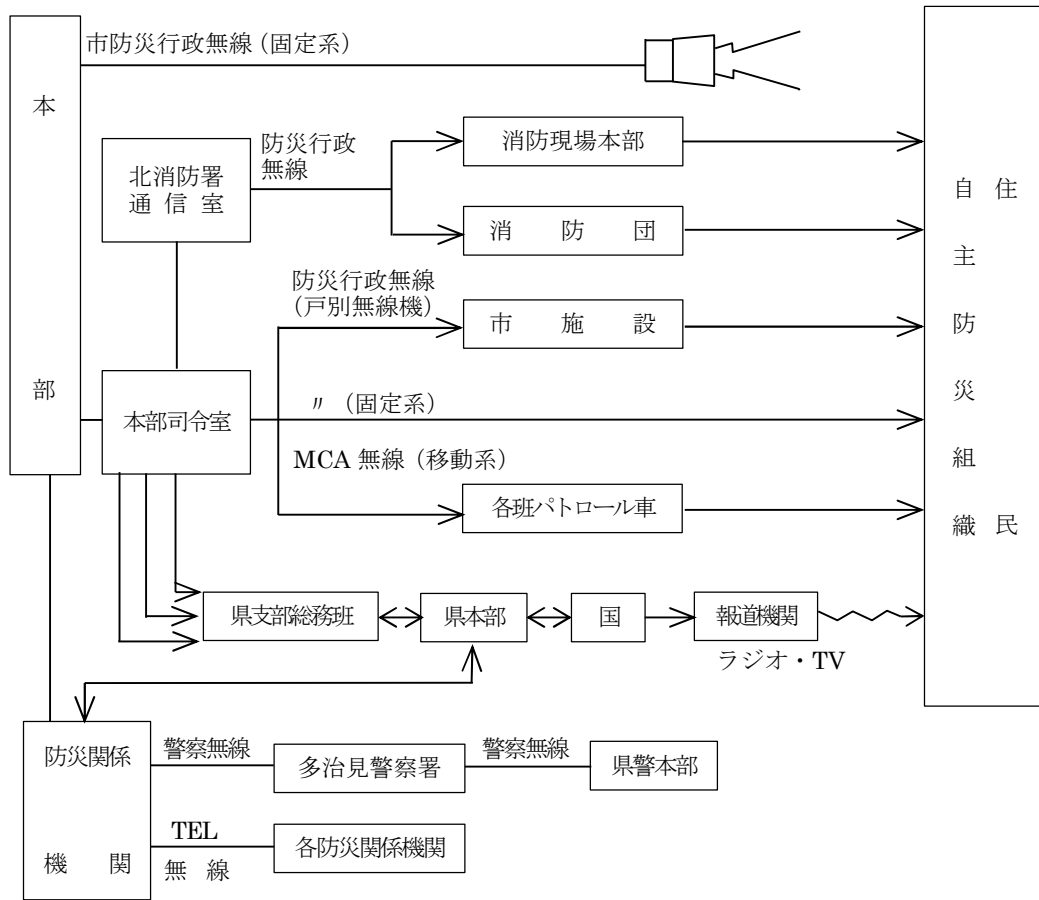 市防災行政無線（固定系）
本部
防災行政
無線
消防現場本部
北消防署
通信室
消防団
自主防災組織
住民
防災行政無線
（戸別無線機）
市施設
本部司令室
〃（固定系）
MCA 無線（移動系）
各班パトロール車
県支部総務班
県本部
国
報道機関
ラジオ・TV
防災関係
機関
警察無線
多治見警察署
警察無線
県警本部
TEL
無線
各防災関係機関